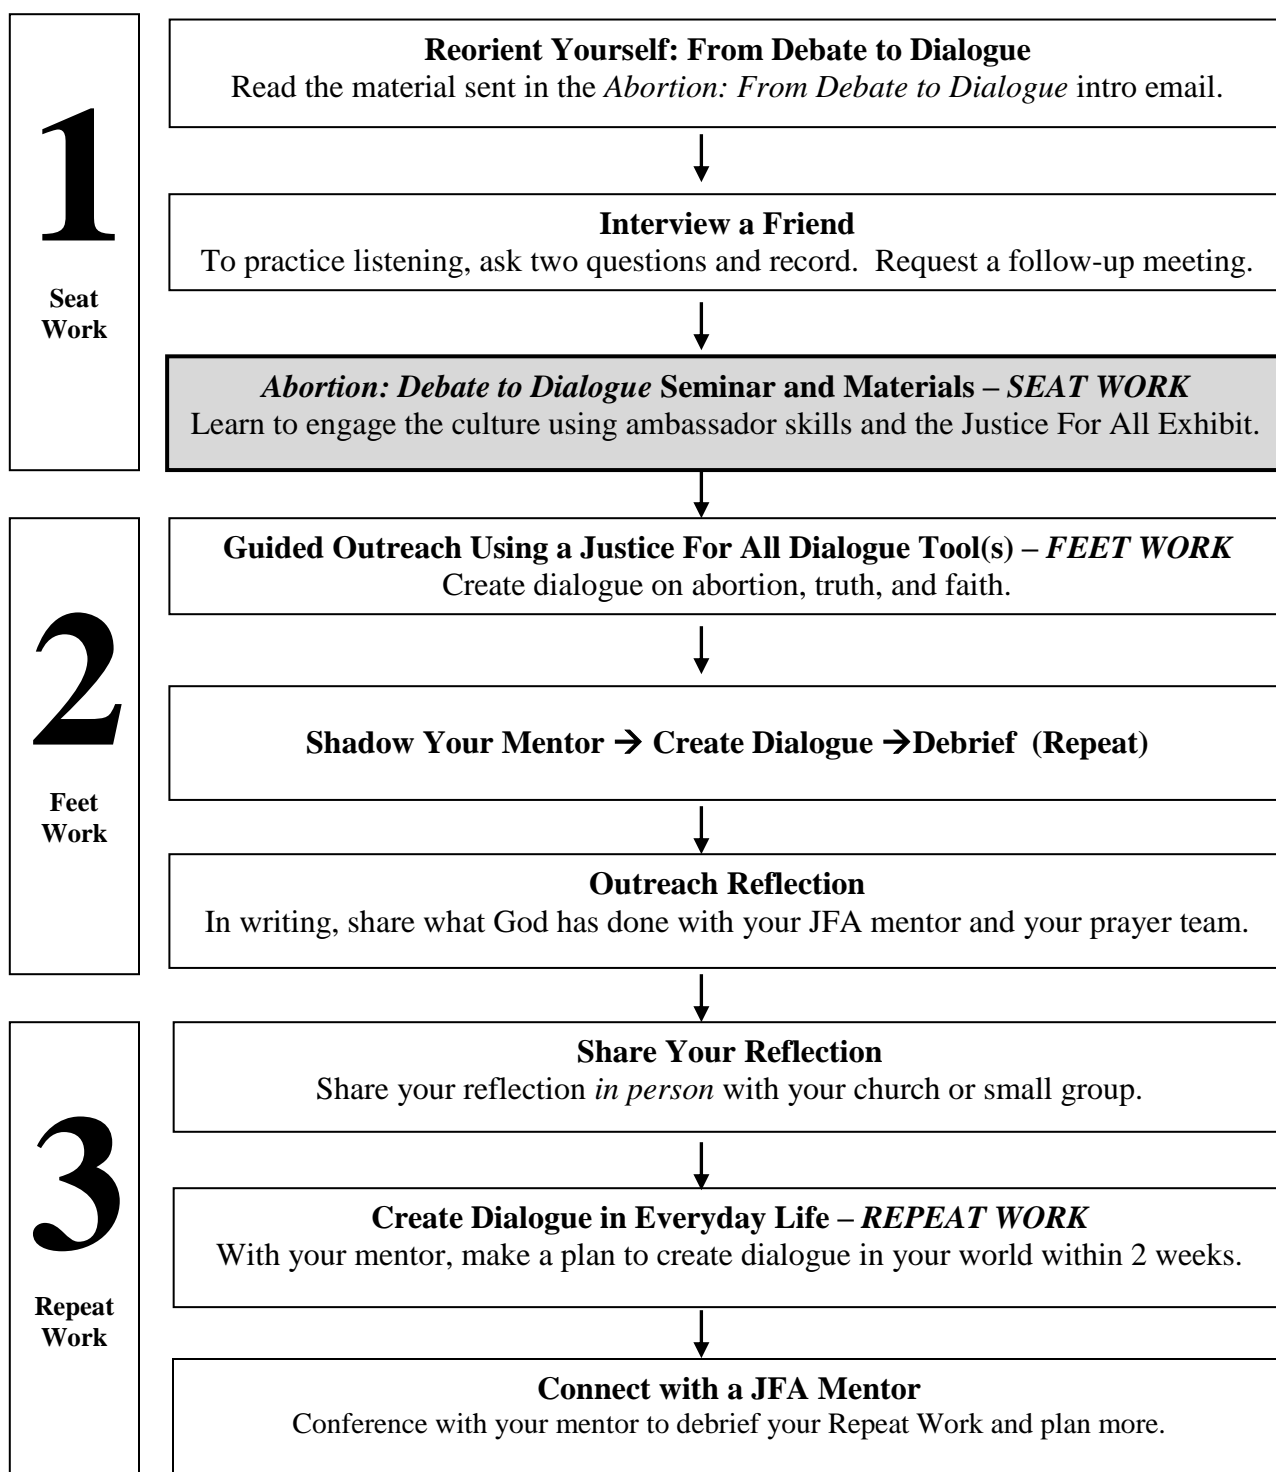 1
Seat
Work
Reorient Yourself: From Debate to Dialogue
Read the material sent in the Abortion: From Debate to Dialogue intro email.
Interview a Friend
To practice listening, ask two questions and record.  Request a follow-up meeting.
Abortion: Debate to Dialogue Seminar and Materials – SEAT WORK
Learn to engage the culture using ambassador skills and the Justice For All Exhibit.
2
Feet
Work
Guided Outreach Using a Justice For All Dialogue Tool(s) – FEET WORK
Create dialogue on abortion, truth, and faith.
Shadow Your Mentor → Create Dialogue →Debrief  (Repeat)
Outreach Reflection
In writing, share what God has done with your JFA mentor and your prayer team.
3
Repeat
Work
Share Your Reflection
Share your reflection in person with your church or small group.
Create Dialogue in Everyday Life – REPEAT WORK
With your mentor, make a plan to create dialogue in your world within 2 weeks.
Connect with a JFA Mentor
Conference with your mentor to debrief your Repeat Work and plan more.